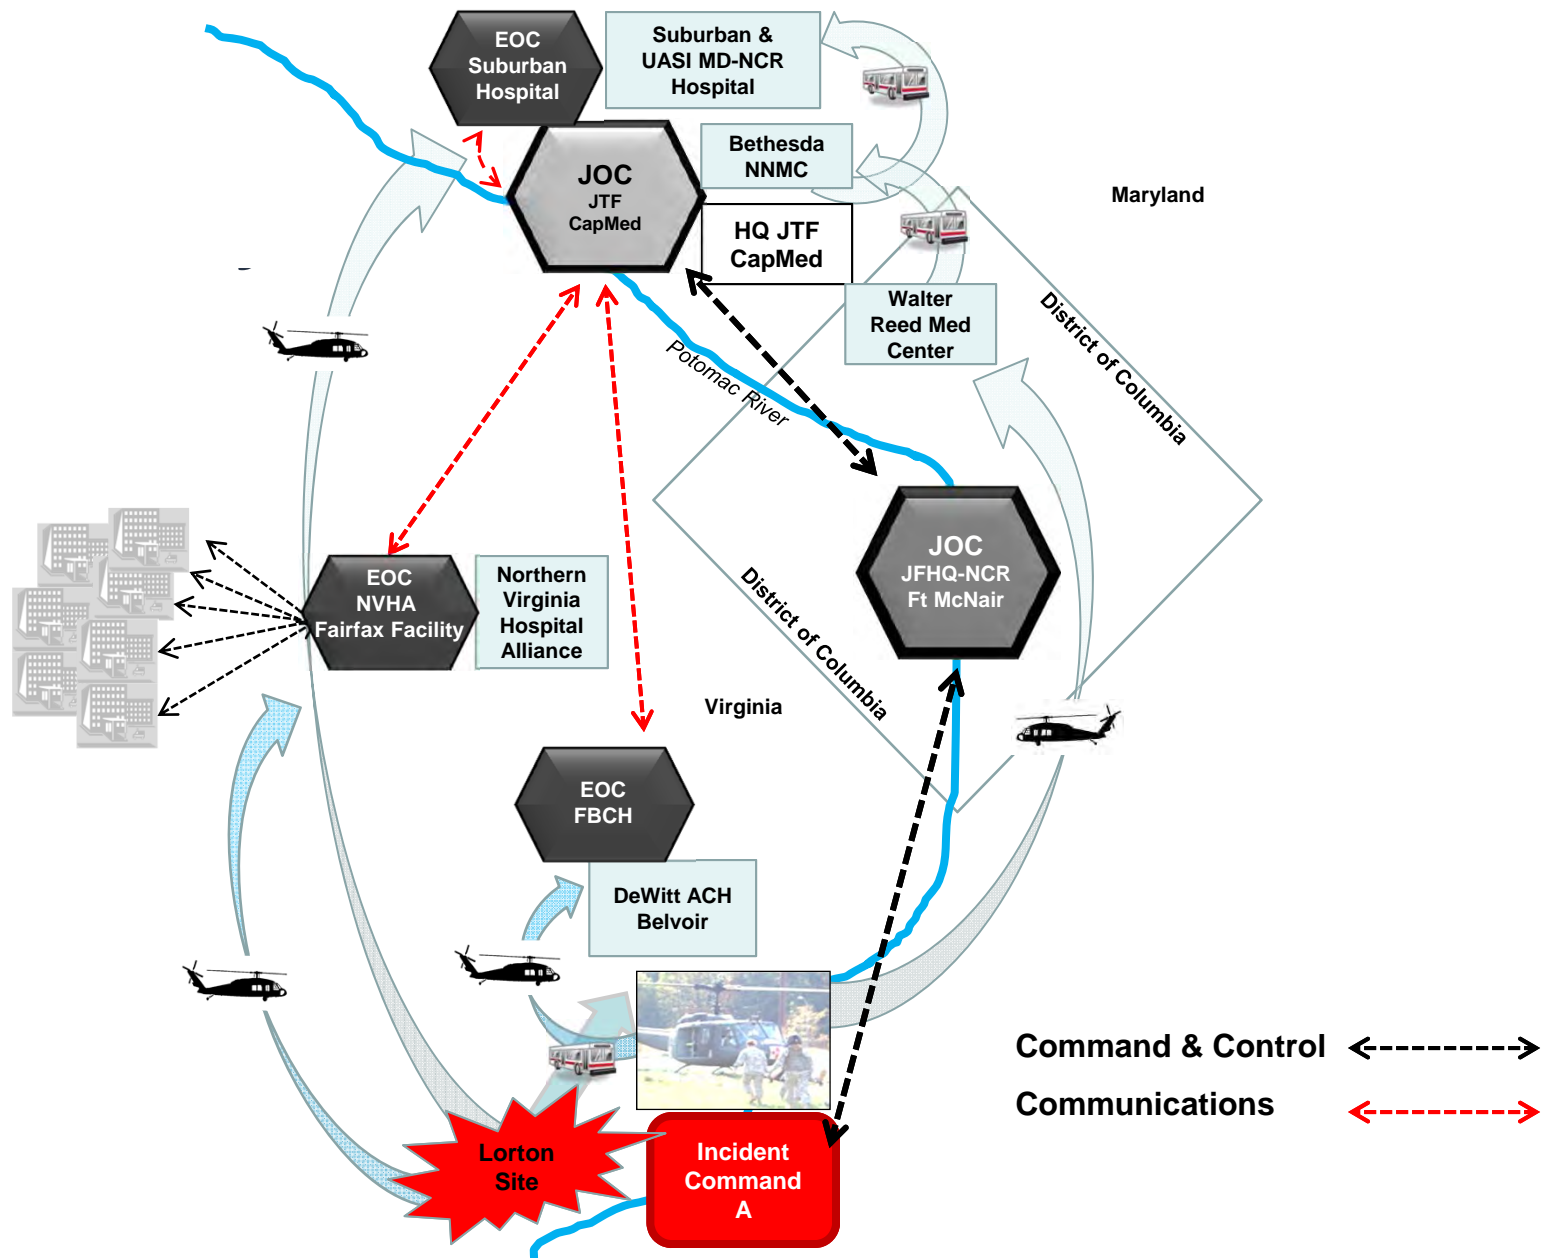 EOC
Suburban
Hospital
Suburban &
UASI MD-NCR
Hospital
JOC
JTF
CapMed
Bethesda
NNMC
HQ JTF
CapMed
Maryland
Walter
Reed Med
Center
Potomac River
District of Columbia
JOC
JFHQ-NCR
Ft McNair
EOC
NVHA
Fairfax Facility
Northern
Virginia
Hospital
Alliance
District of Columbia
Virginia
EOC
FBCH
DeWitt ACH
Belvoir
Command & Control
Communications
Lorton
Site
Incident
Command
A